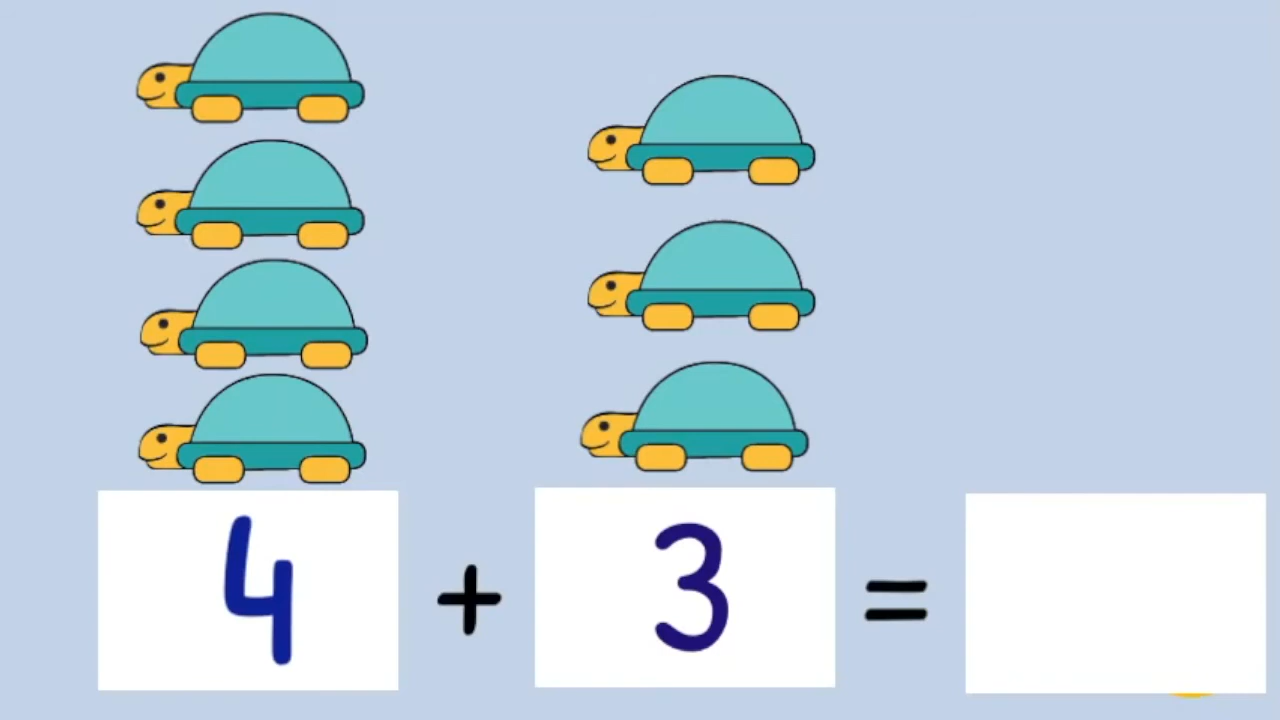 4 + 3 =